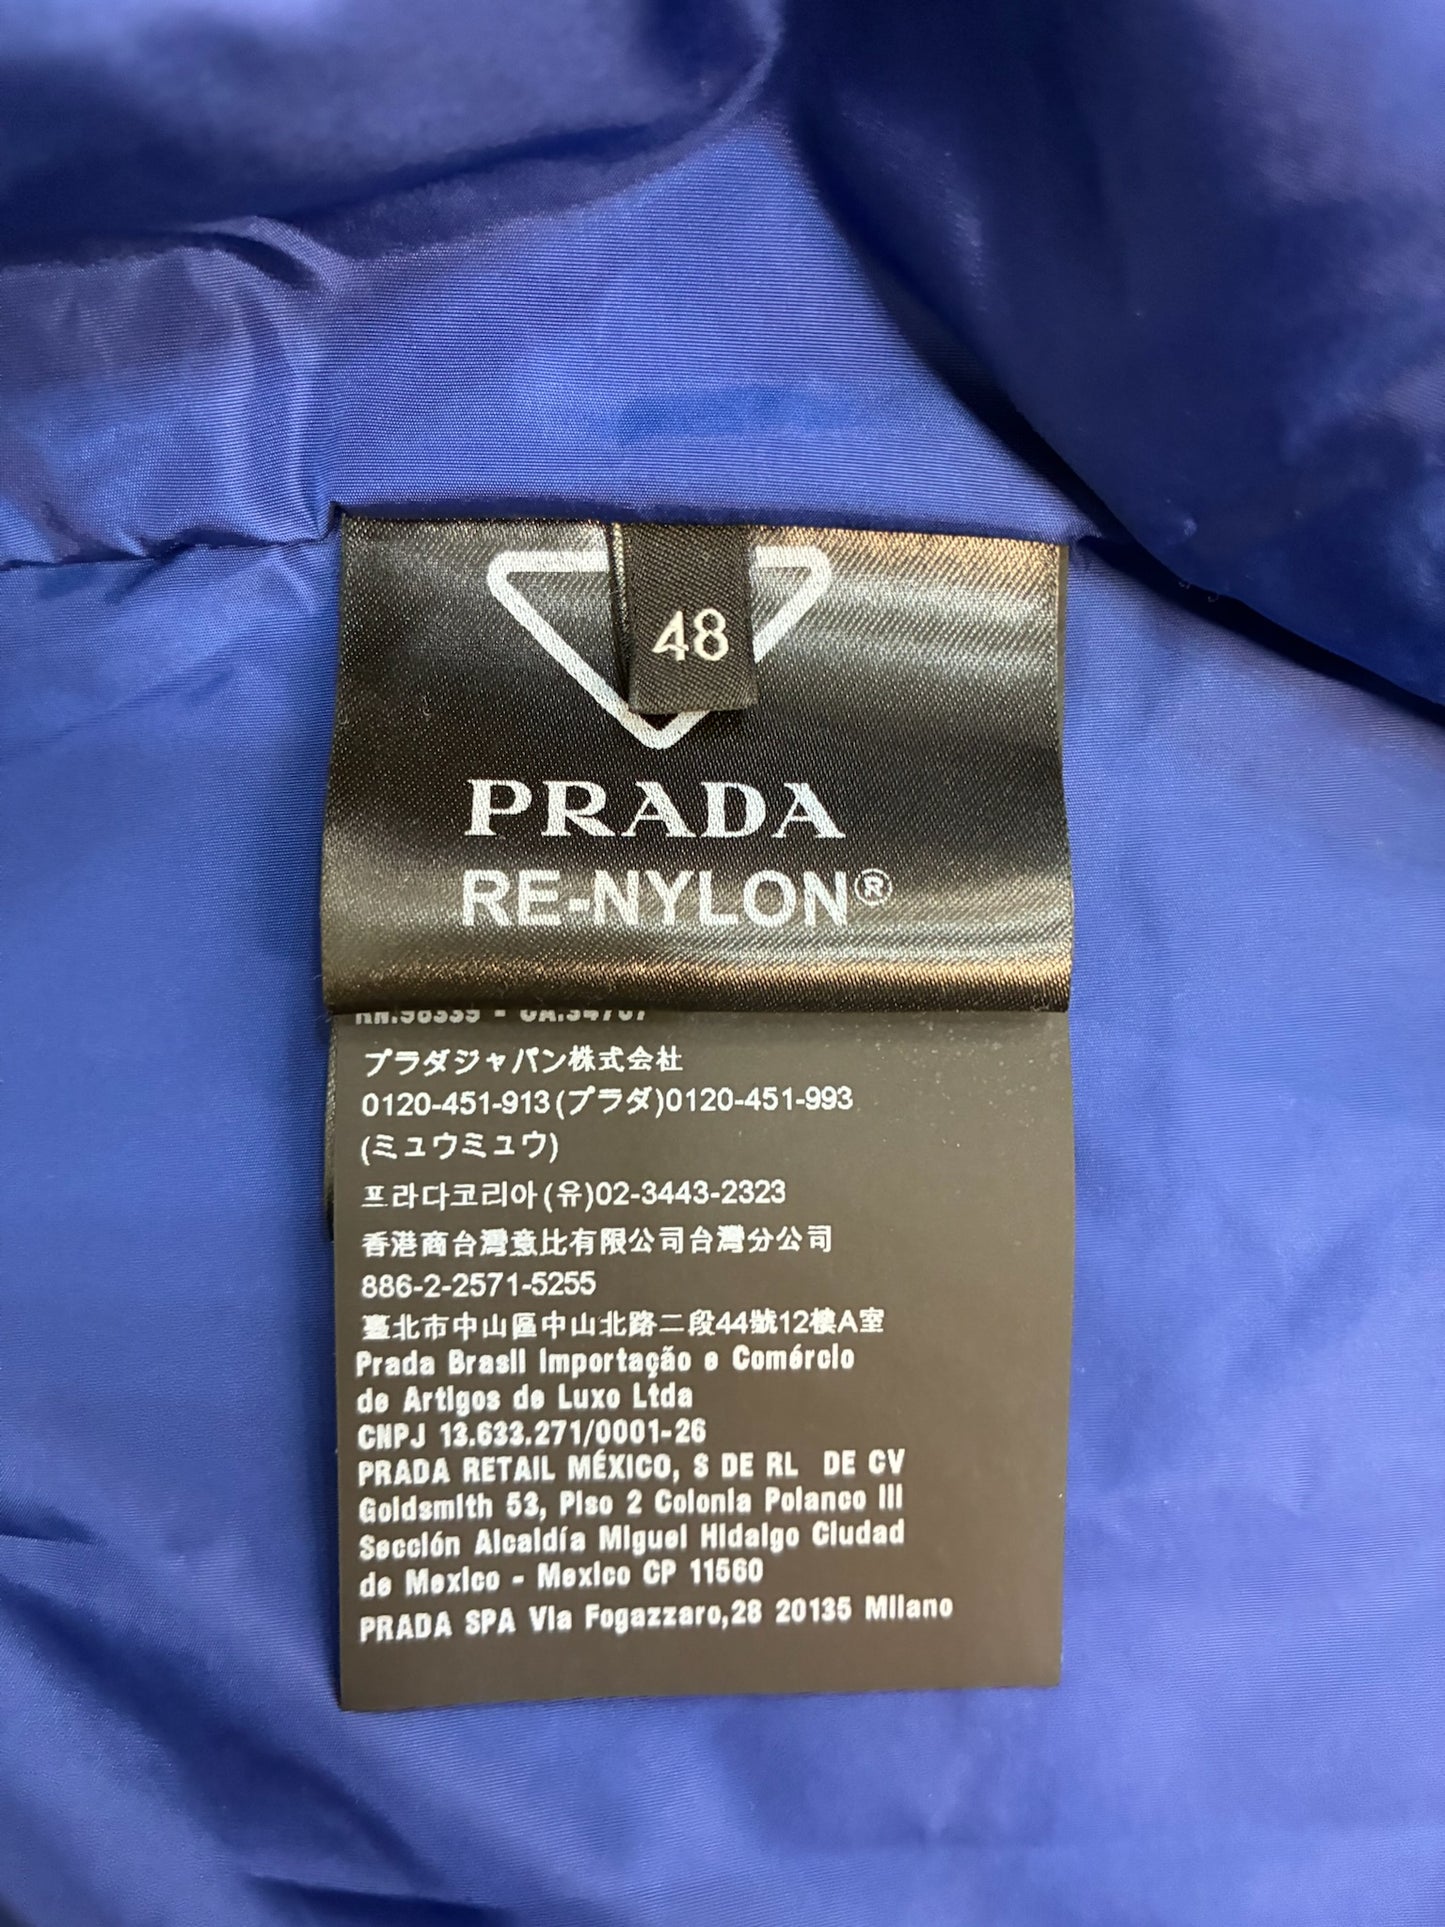 48
PRADA
RE-NYLON®
RN.98339 - CA.34767
プラダジャパン株式会社
0120-451-913(プラダ)0120-451-993
(ミュウミュウ)
프라다코리아(유)02-3443-2323
香港商台灣意比有限公司台灣分公司
886-2-2571-5255
臺北市中山區中山北路二段44號12樓A室
Prada Brasil Importação e Comércio
de Artigos de Luxo Ltda
CNPJ 13.633.271/0001-26
PRADA RETAIL MÉXICO, S DE RL DE CV
Goldsmith 53, Piso 2 Colonia Polanco III
Sección Alcaldía Miguel Hidalgo Ciudad
de Mexico - Mexico CP 11560
PRADA SPA Via Fogazzaro,28 20135 Milano